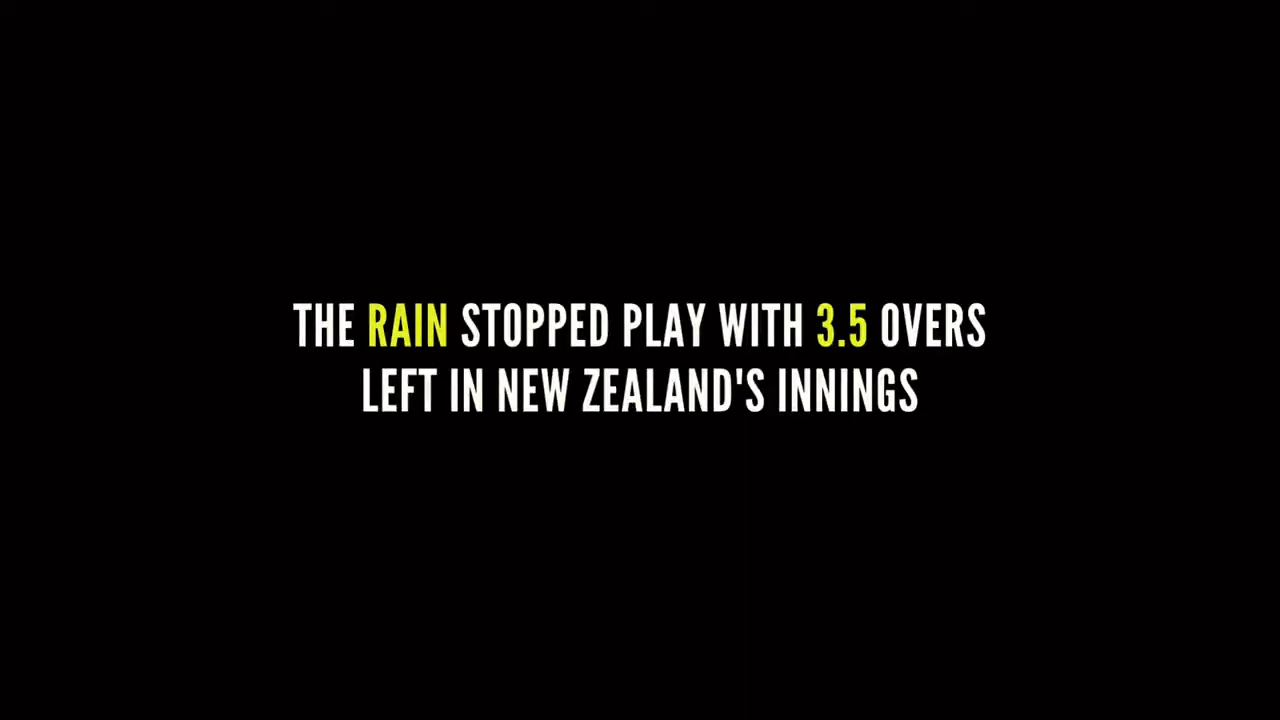 THE RAIN STOPPED PLAY WITH 3.5 OVERS
LEFT IN NEW ZEALAND'S INNINGS